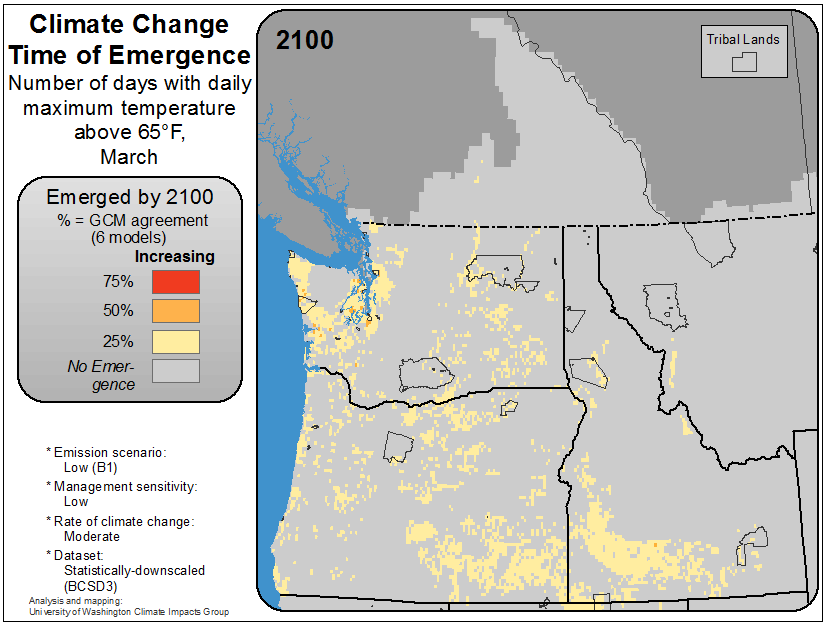 Climate Change
Time of Emergence
Number of days with daily
maximum temperature
above 65°F,
March
Emerged by 2100
% = GCM agreement
(6 models)
Increasing
75%
50%
25%
No Emer-
gence
* Emission scenario:
Low (B1)
* Management sensitivity:
Low
* Rate of climate change:
Moderate
* Dataset:
Statistically-downscaled
(BCSD3)
Analysis and mapping:
University of Washington Climate Impacts Group
2100
Tribal Lands